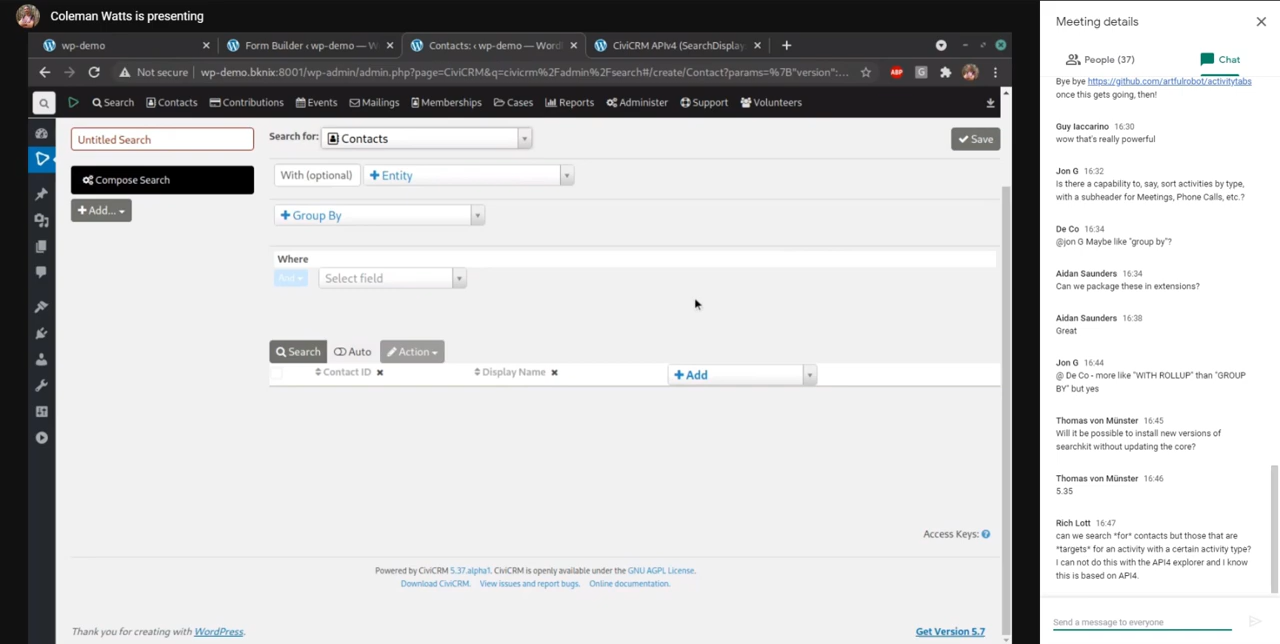 Coleman Watts is presenting
wp-demo
Form Builder ‹ wp-demo — W
Contacts: ‹ wp-demo — Word
CiviCRM APIv4 (SearchDisplay
Not secure
wp-demo.bknix:8001/wp-admin/admin.php?page=CiviCRM&q=civicrm%2Fadmin%2Fsearch#/create/Contact?params=%7B"version":...
ABP
G
Search
Contacts
Contributions
Events
Mailings
Memberships
Cases
Reports
Administer
Support
Volunteers
Untitled Search
Search for:
Contacts
Save
Compose Search
With (optional)
Entity
Add...
Group By
Where
And
Select field
Search
Auto
Action
Contact ID
Display Name
Add
Access Keys:
Powered by CiviCRM 5.37.alpha1. CiviCRM is openly available under the GNU AGPL License.
Download CiviCRM. View issues and report bugs. Online documentation.
Thank you for creating with WordPress.
Get Version 5.7
Meeting details
People (37)
Chat
Bye bye https://github.com/artfulrobot/activitytabs
once this gets going, then!
Guy Iaccarino 16:30
wow that's really powerful
Jon G 16:32
Is there a capability to, say, sort activities by type,
with a subheader for Meetings, Phone Calls, etc.?
De Co 16:34
@jon G Maybe like "group by"?
Aidan Saunders 16:34
Can we package these in extensions?
Aidan Saunders 16:38
Great
Jon G 16:44
@ De Co - more like "WITH ROLLUP" than "GROUP
BY" but yes
Thomas von Münster 16:45
Will it be possible to install new versions of
searchkit without updating the core?
Thomas von Münster 16:46
5.35
Rich Lott 16:47
can we search *for* contacts but those that are
*targets* for an activity with a certain activity type?
I can not do this with the API4 explorer and I know
this is based on API4.
Send a message to everyone